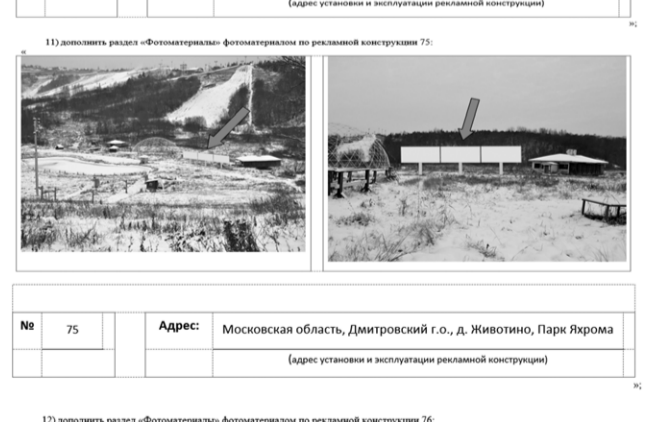 (адрес установки и эксплуатации рекламной конструкции)
»;
11) дополнить раздел «Фотоматериалы» фотоматериалом по рекламной конструкции 75:
«
№ 75 Адрес: Московская область, Дмитровский г.о., д. Животино, Парк Яхрома
(адрес установки и эксплуатации рекламной конструкции)
»;
12) дополнить раздел «Фотоматериалы» фотоматериалом по рекламной конструкции 76: